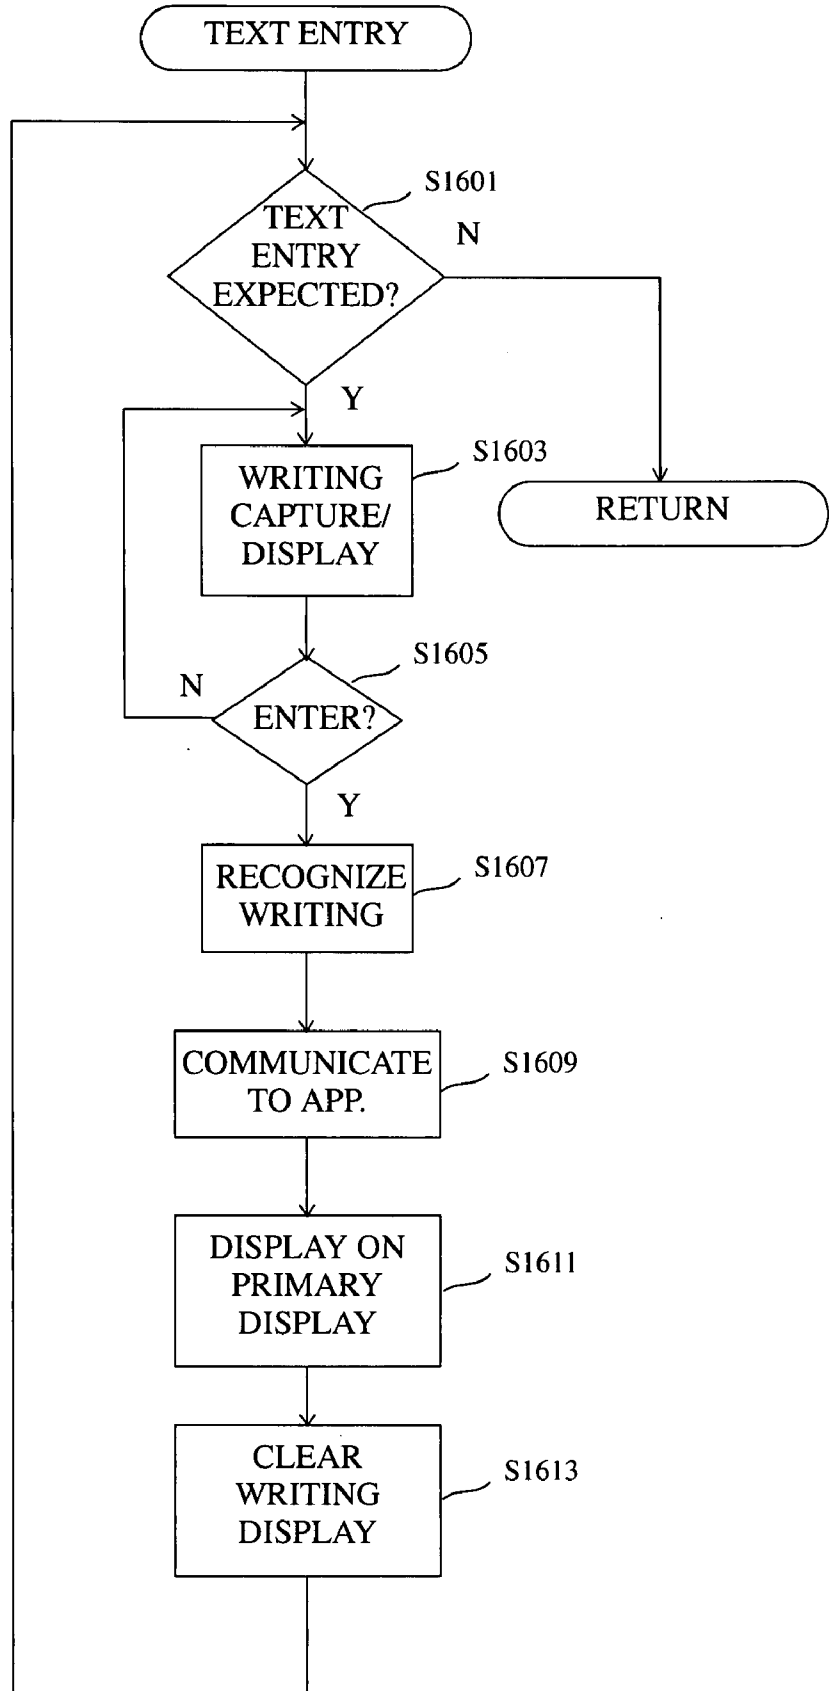 TEXT ENTRY
S1601
TEXT
ENTRY
EXPECTED?
N
Y
S1603
WRITING
CAPTURE/
DISPLAY
RETURN
S1605
N
ENTER?
Y
S1607
RECOGNIZE
WRITING
S1609
COMMUNICATE
TO APP.
S1611
DISPLAY ON
PRIMARY
DISPLAY
S1613
CLEAR
WRITING
DISPLAY